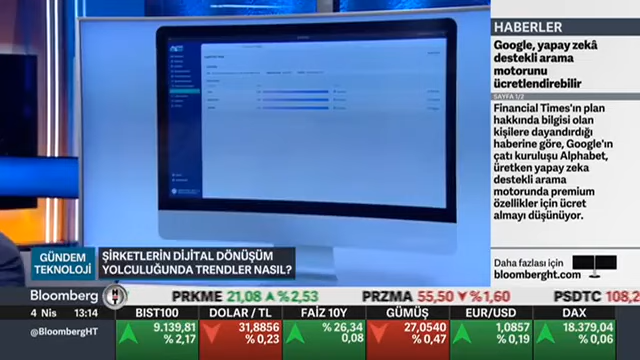 HABERLER
Google, yapay zekâ
destekli arama
motorunu
ücretlendirebilir
SAYFA 1/2
Financial Times'ın plan
hakkında bilgisi olan
kişilere dayandırdığı
haberine göre, Google'ın
çatı kuruluşu Alphabet,
üretken yapay zeka
destekli arama
motorunda premium
özellikler için ücret
almayı düşünüyor.
Daha fazlası için
bloomberght.com
GÜNDEM
TEKNOLOJİ
ŞİRKETLERİN DİJİTAL DÖNÜŞÜM
YOLCULUĞUNDA TRENDLER NASIL?
Bloomberg HT
PRKME 21,08 ▲%2,53 PRZMA 55,50 ▼%1,60 PSDTC 108,2
4 Nis 13:14
@BloombergHT
BIST100
9.139,81
% 2,17
DOLAR / TL
31,8856
% 0,23
FAİZ 10Y
% 26,34
0,08
GÜMÜŞ
27,0540
% 0,47
EUR/USD
1,0857
% 0,19
DAX
18.379,04
% 0,06